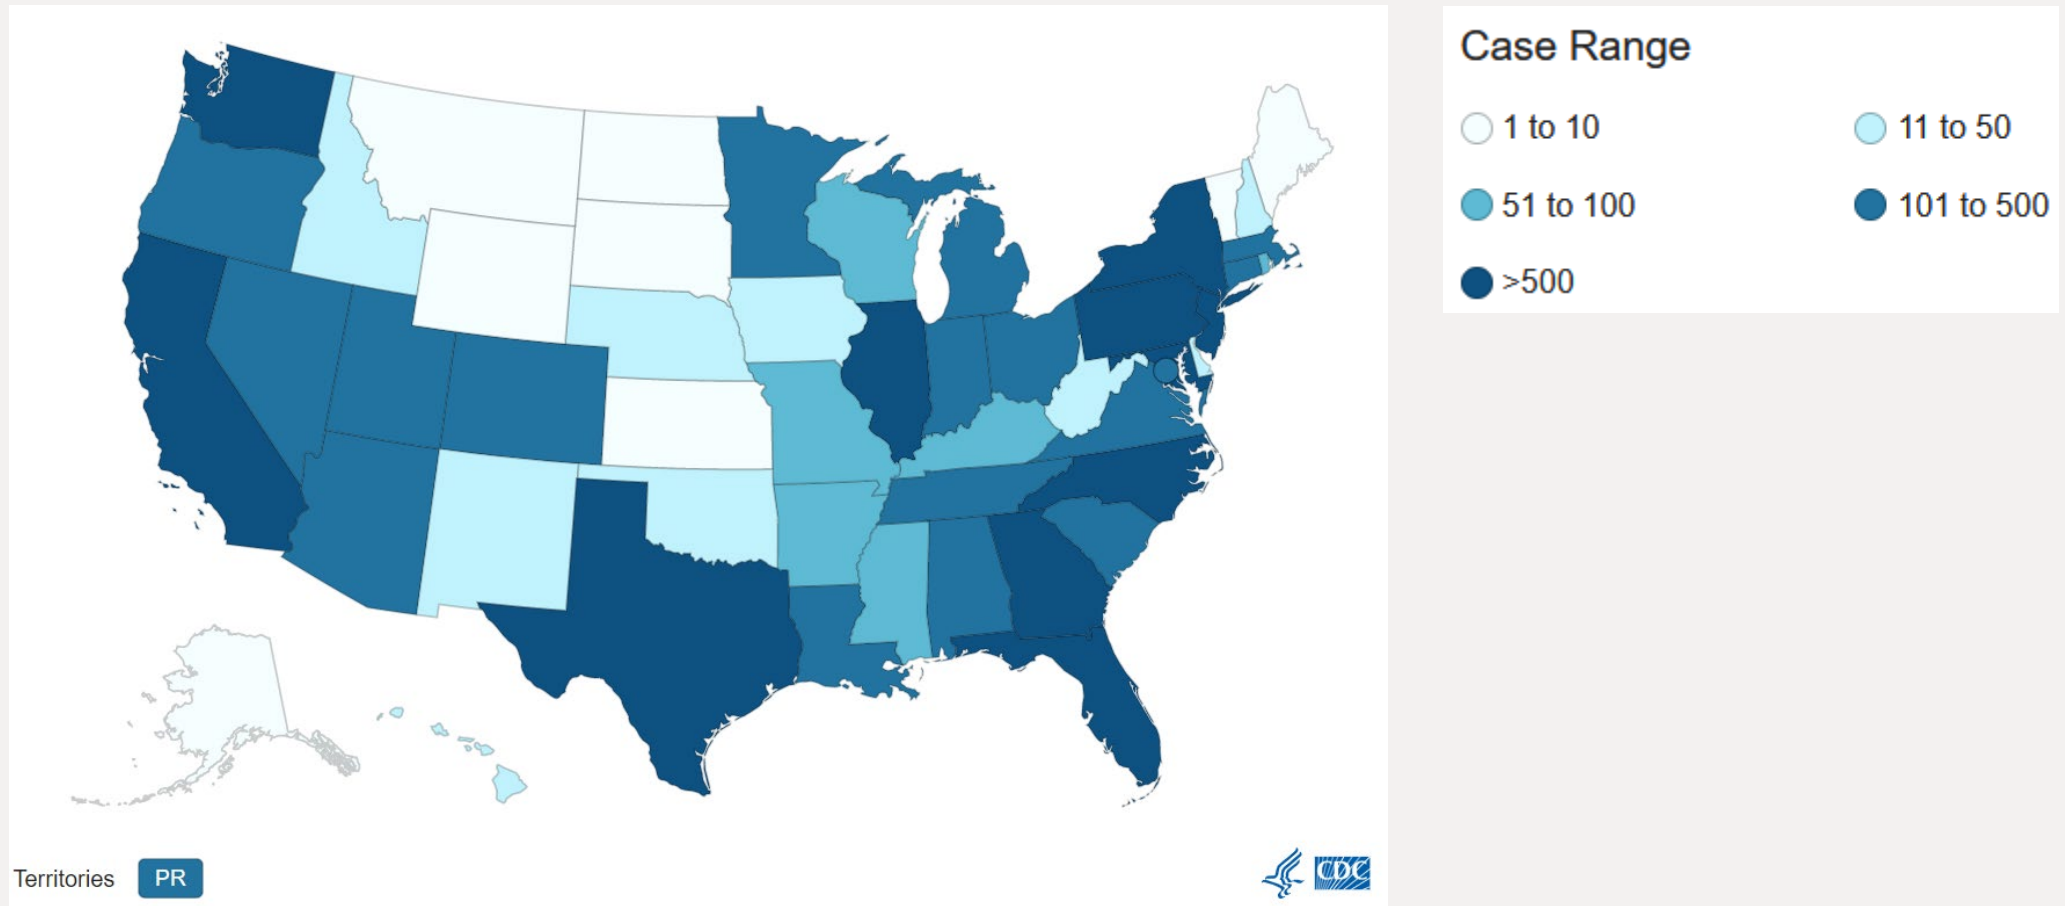 Case Range
1 to 10
11 to 50
51 to 100
101 to 500
>500
Territories
PR
CDC